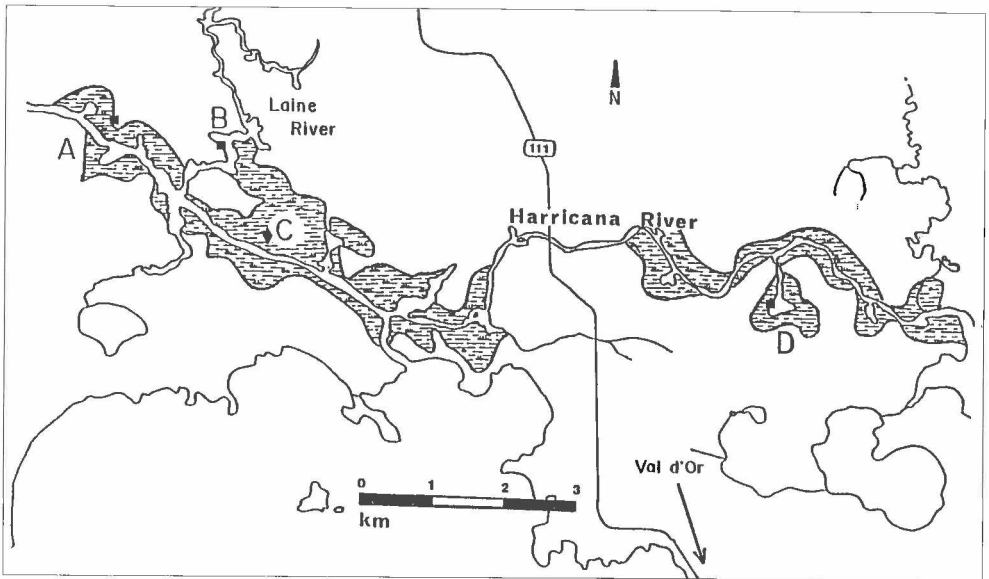 Laine
River
N
B
A
111
Harricana River
C
D
Val d'Or
0 1 2 3
km